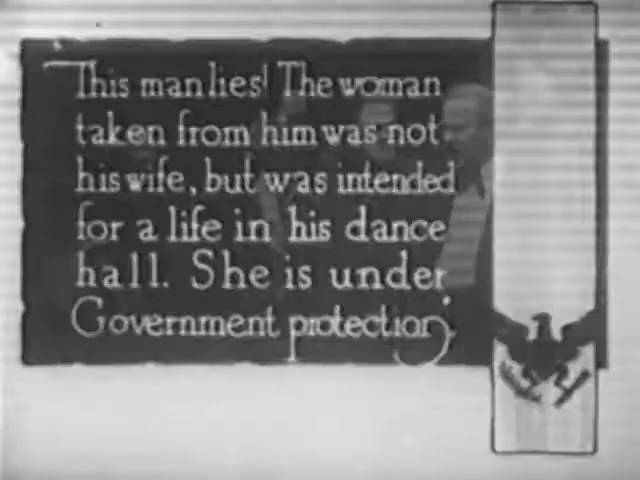 This man lies! The woman
taken from him was not
his wife, but was intended
for a life in his dance
hall. She is under
Government protection.